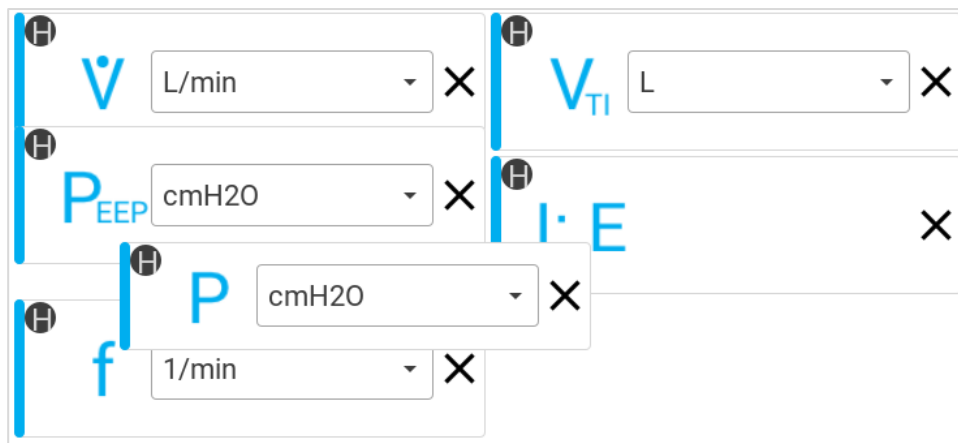 H
V̇ L/min
H
VTI L
H
PEEP cmH2O
H
I: E
H
P cmH2O
H
f 1/min